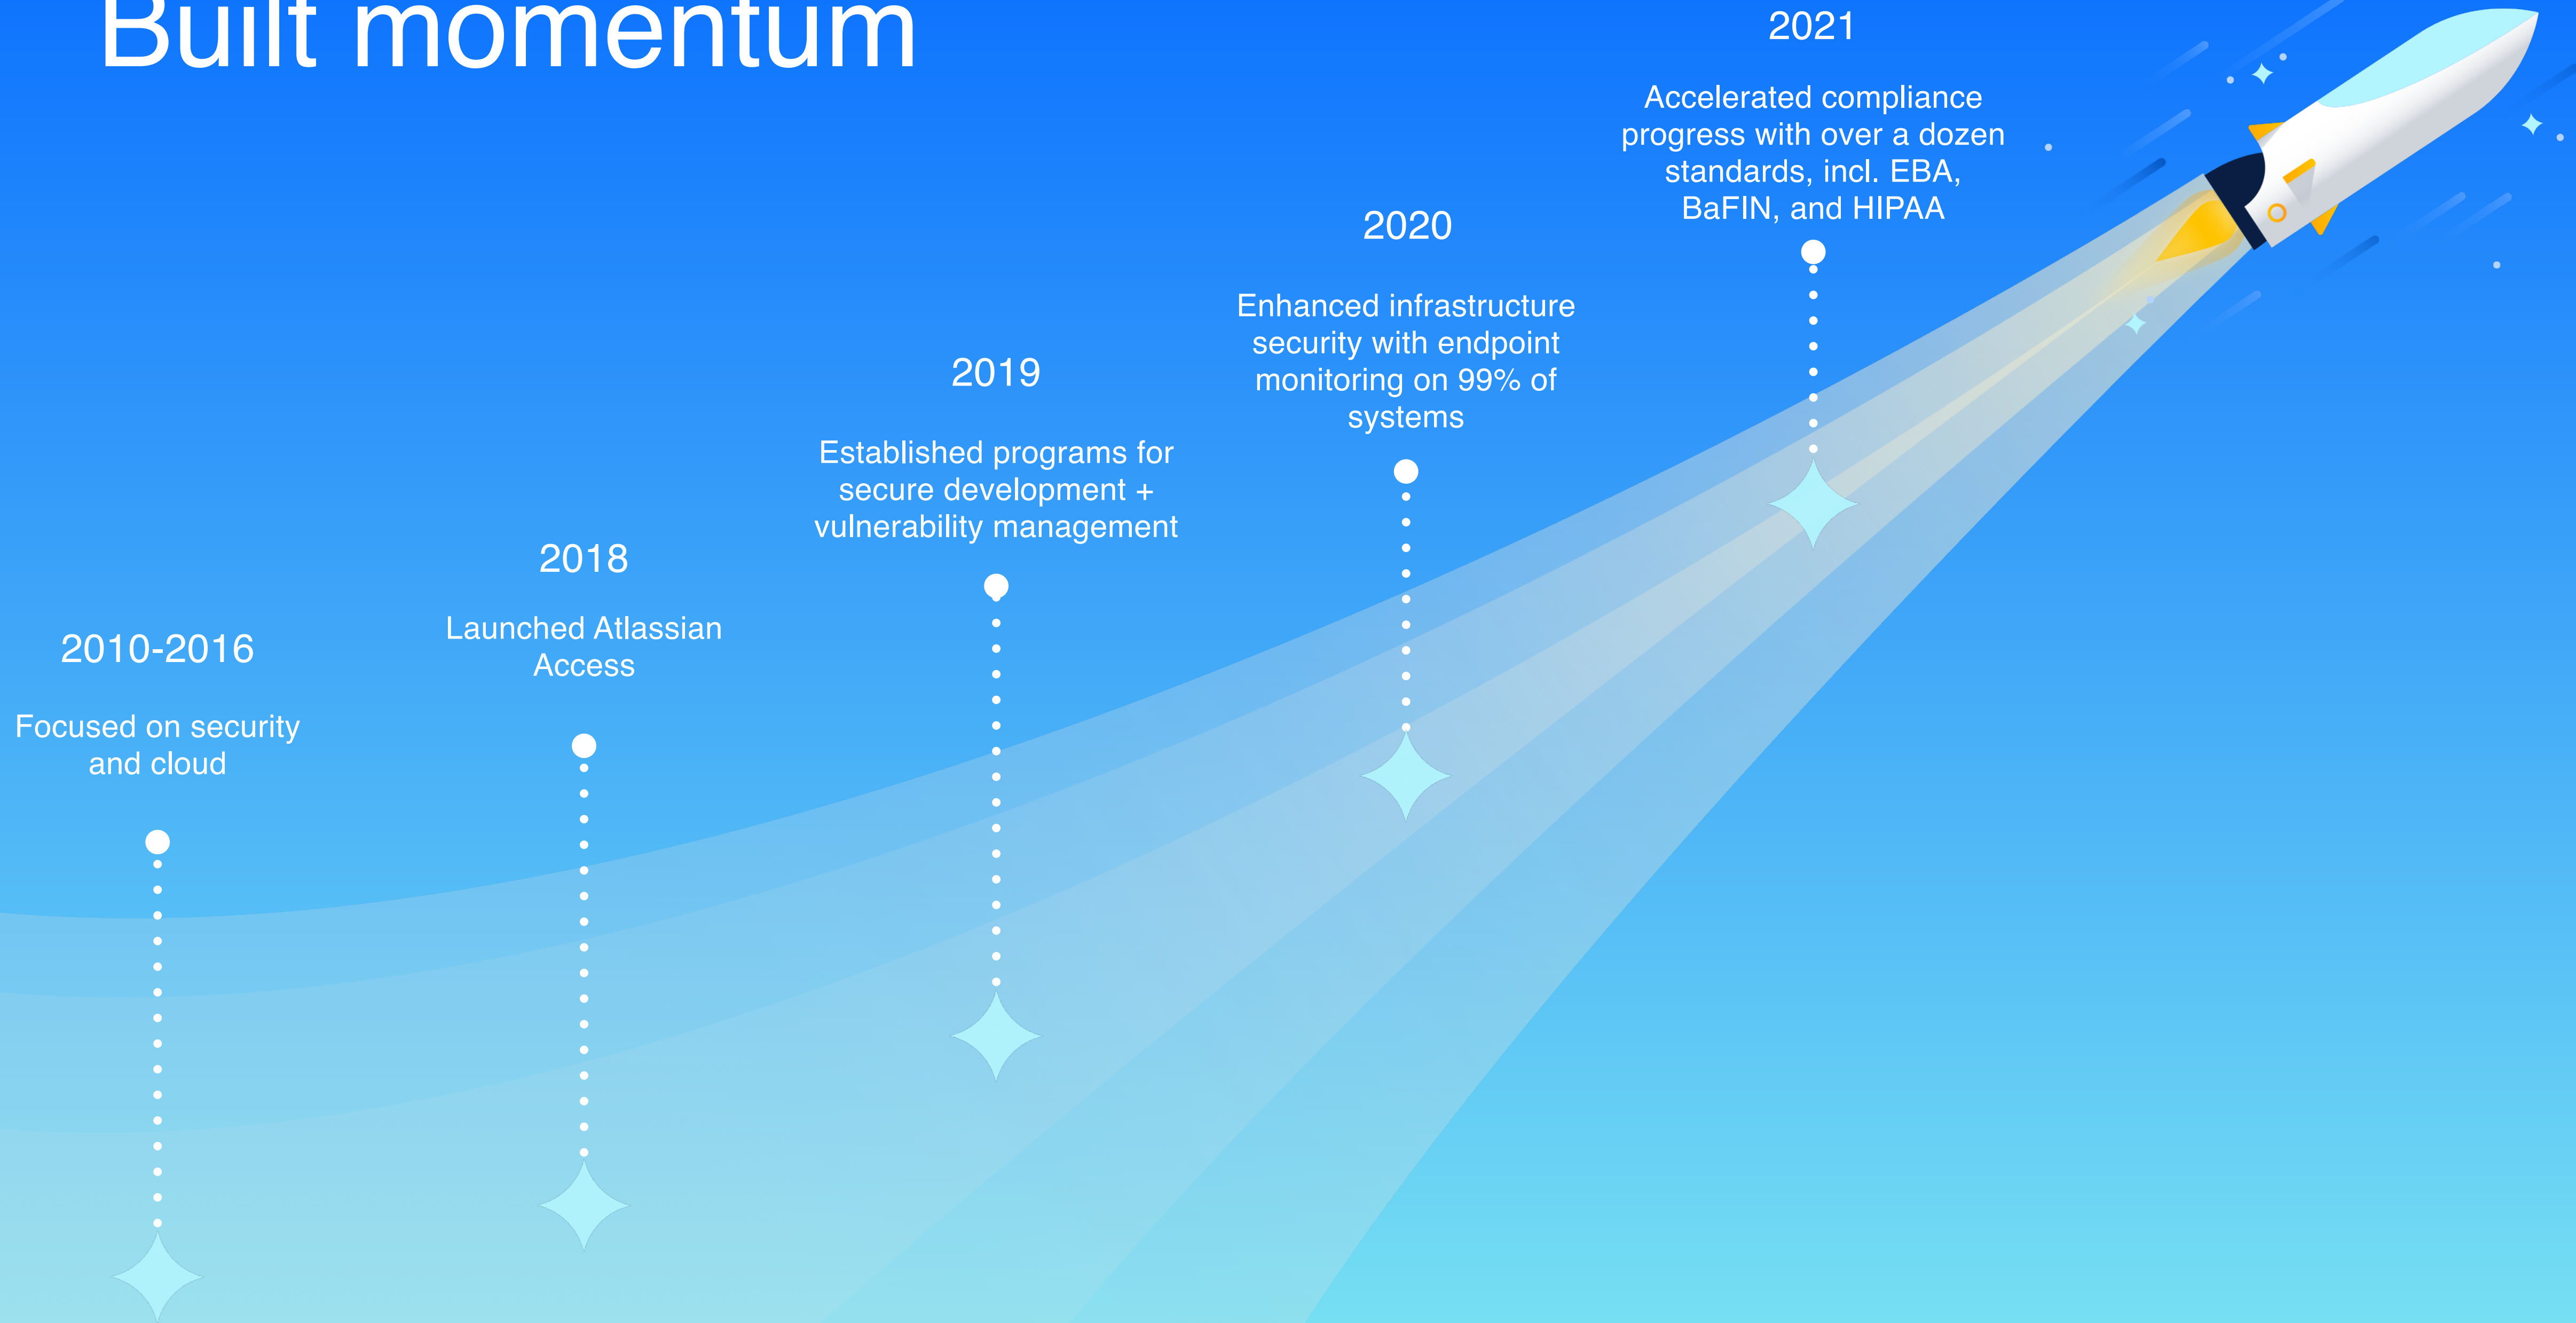 Built momentum
2010-2016
Focused on security
and cloud
2018
Launched Atlassian
Access
2019
Established programs for
secure development +
vulnerability management
2020
Enhanced infrastructure
security with endpoint
monitoring on 99% of
systems
2021
Accelerated compliance
progress with over a dozen
standards, incl. EBA,
BaFIN, and HIPAA